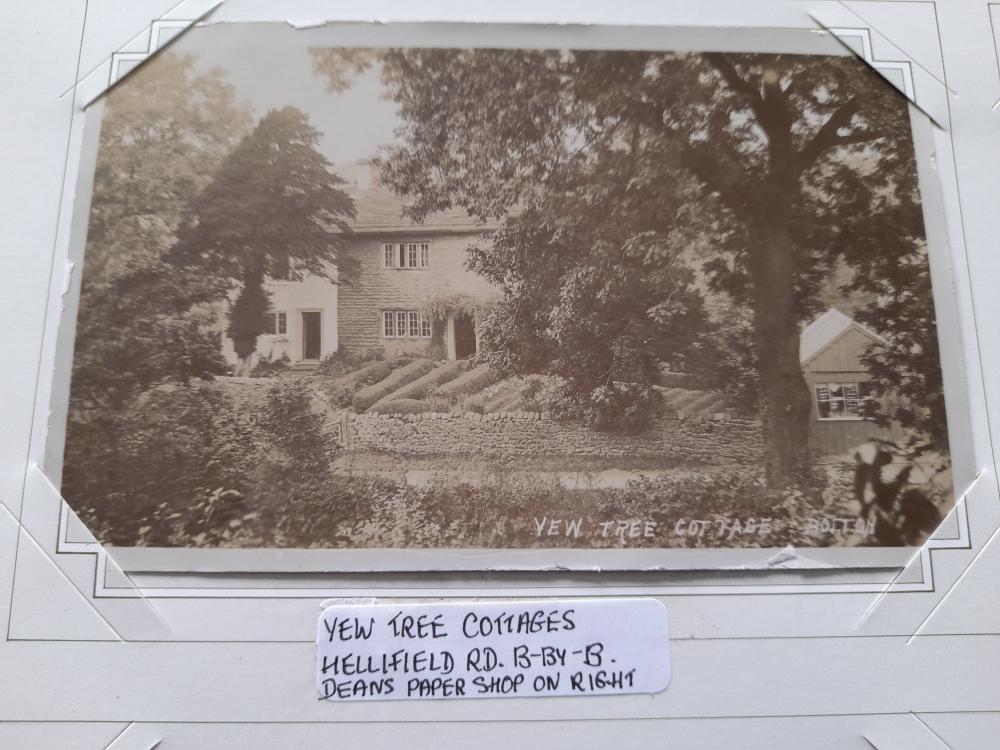 YEW TREE COTTAGE BOLTON
YEW TREE COTTAGES
HELLIFIELD RD. B-BY-B.
DEANS PAPER SHOP ON RIGHT